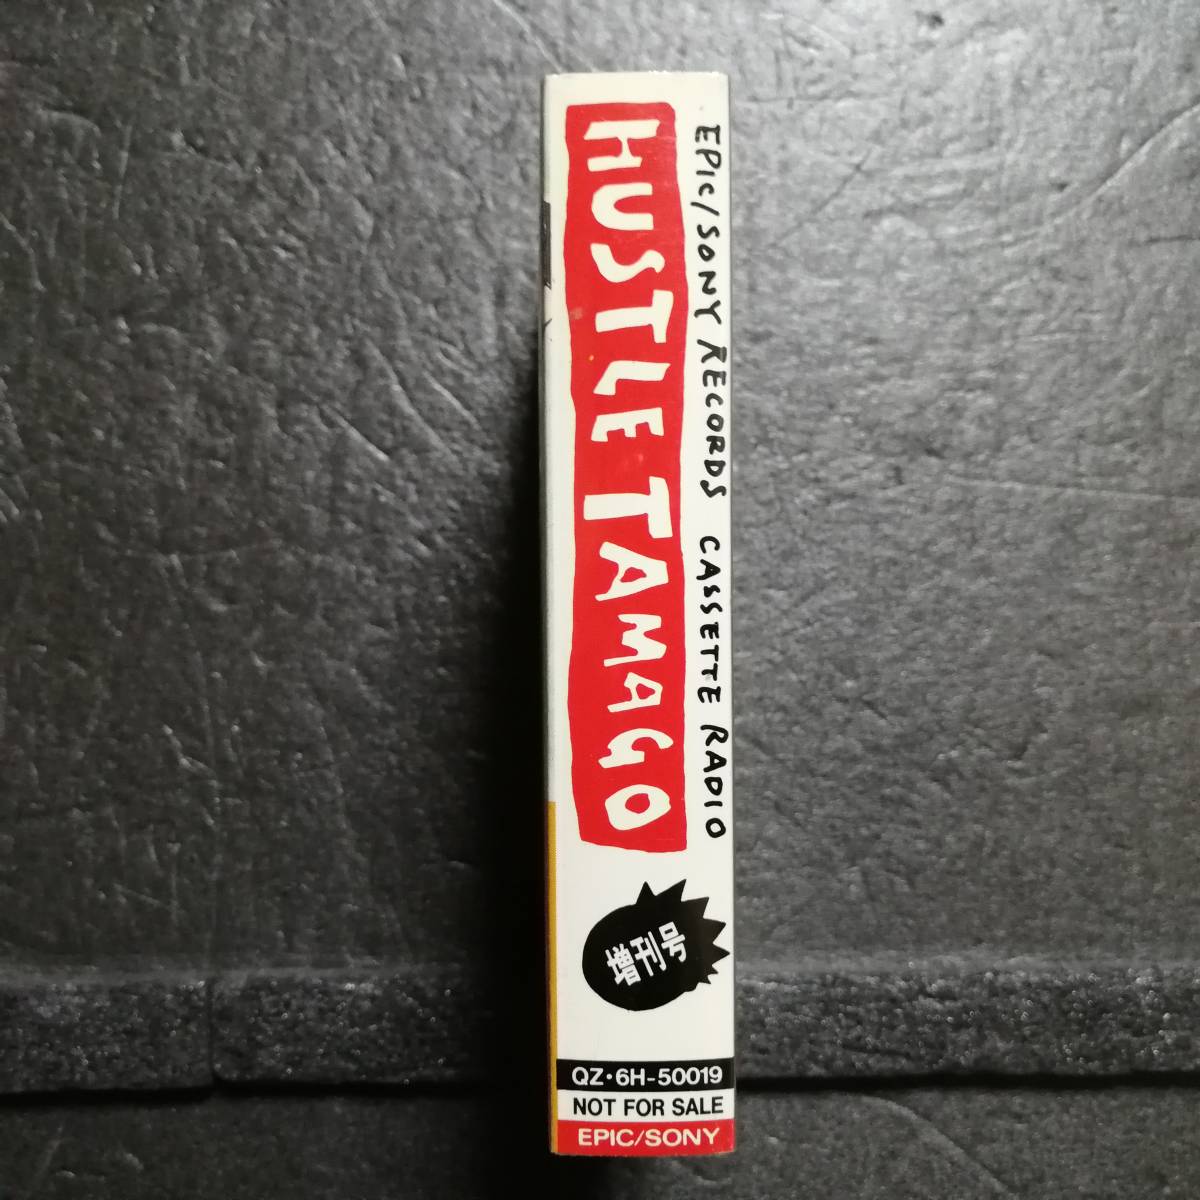 EPIC/SONY RECORDS CASSETTE RADIO
HUSTLE TAMAGO
増刊号
QZ・6H-50019
NOT FOR SALE
EPIC/SONY